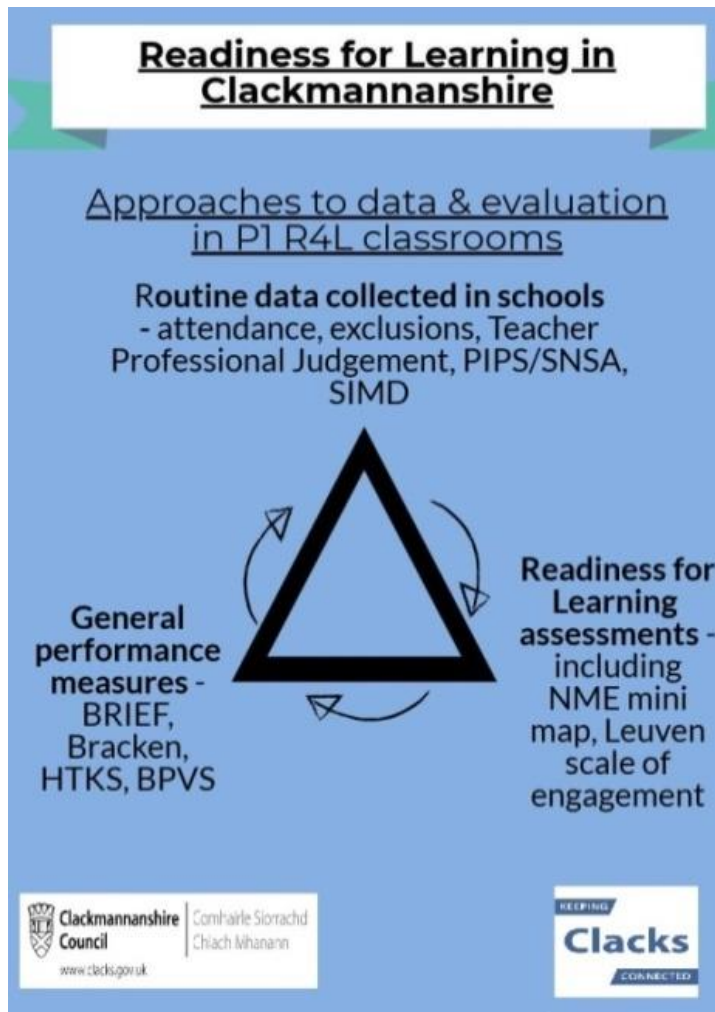 Readiness for Learning in
Clackmannanshire
Approaches to data & evaluation
in P1 R4L classrooms
Routine data collected in schools
- attendance, exclusions, Teacher
Professional Judgement, PIPS/SNSA,
SIMD
General
performance
measures -
BRIEF,
Bracken,
HTKS, BPVS
Readiness for
Learning
assessments -
including
NME mini
map, Leuven
scale of
engagement
Clackmannanshire
Council
www.clacks.gov.uk
Comhairle Siorrachd
Chlach Mhanann
KEEPING
Clacks
CONNECTED